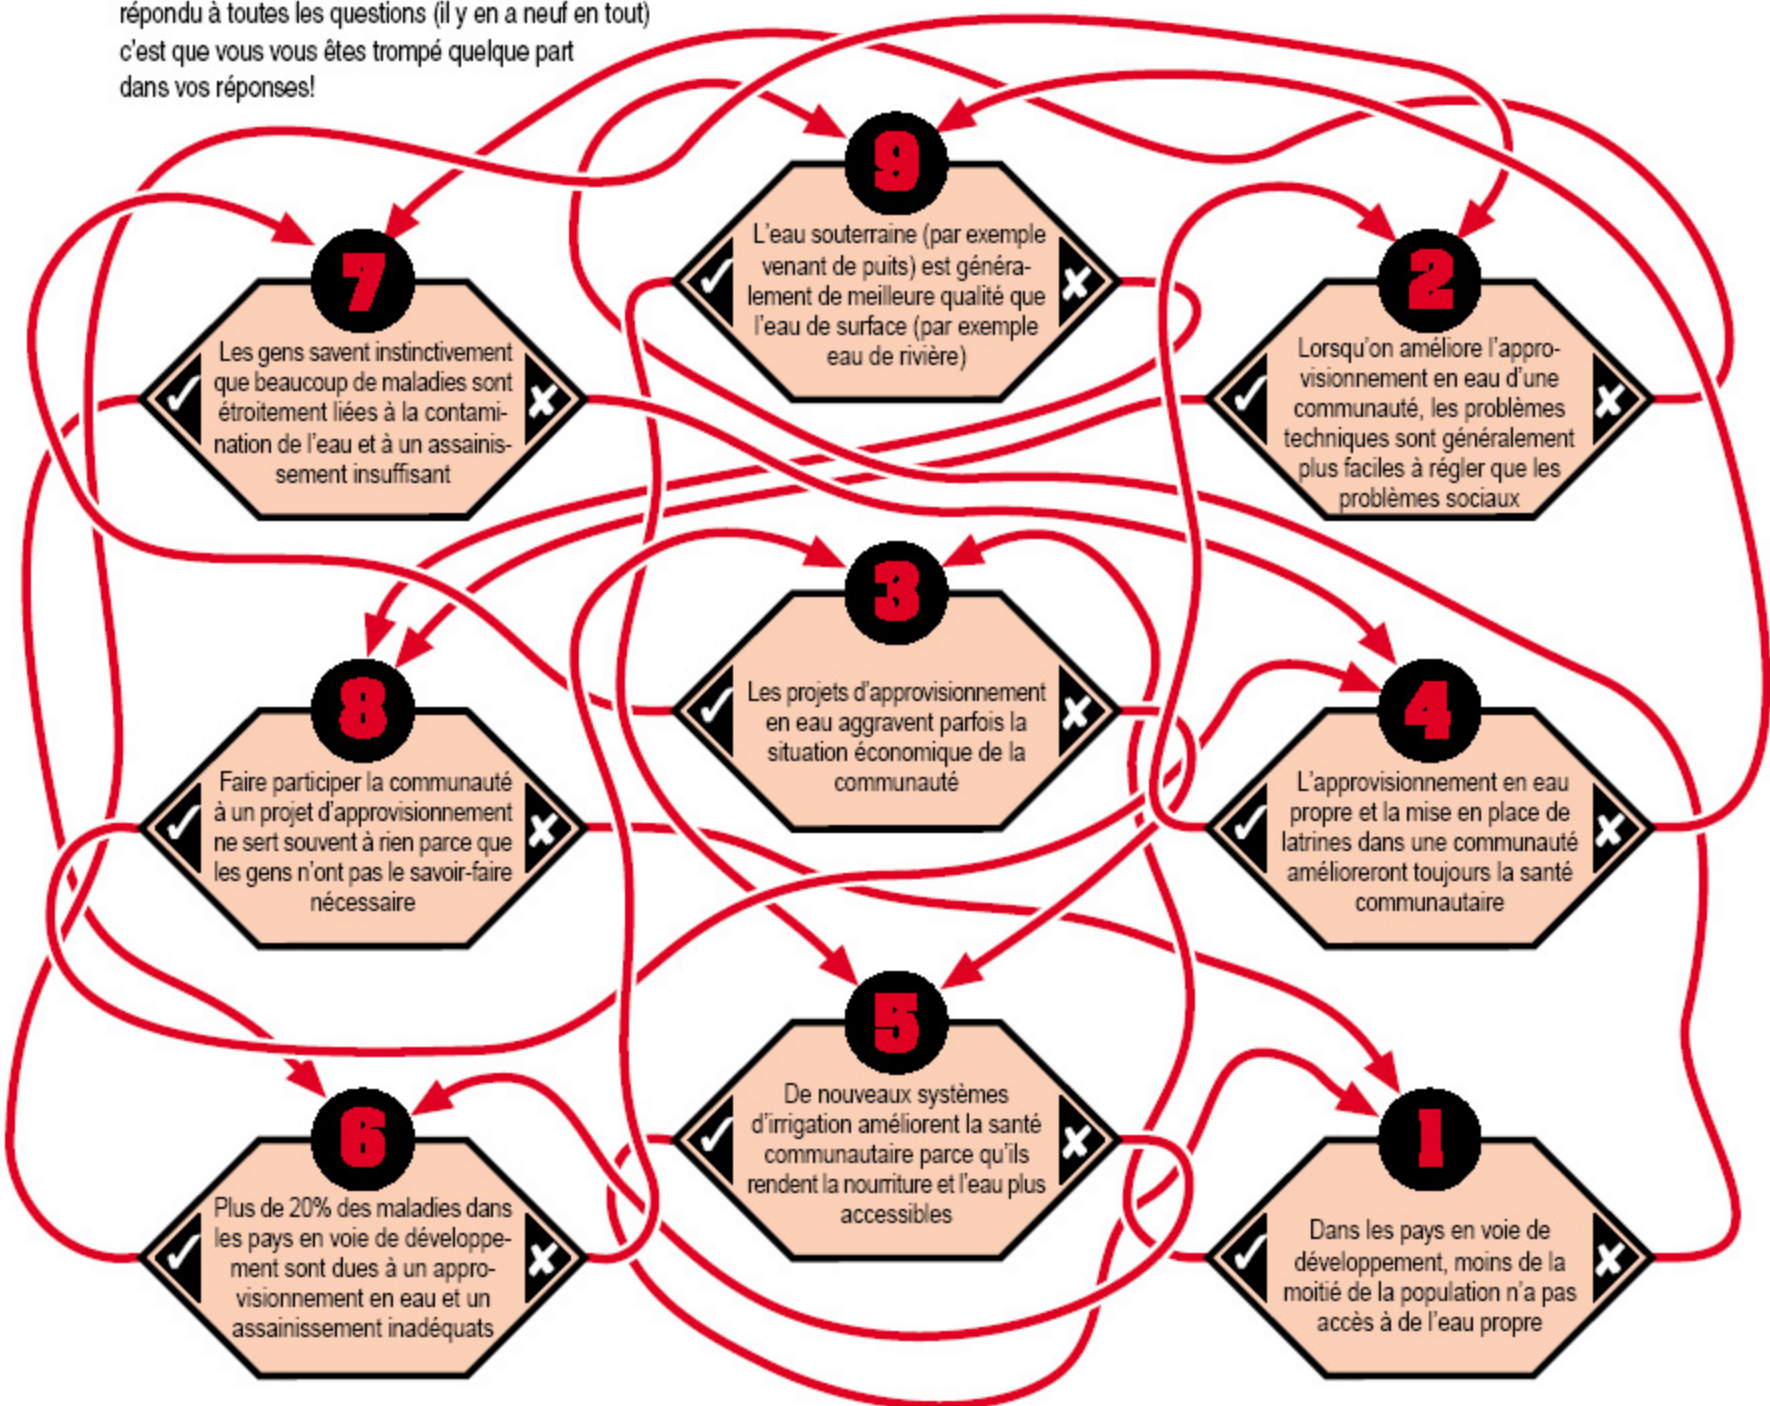 répondu à toutes les questions (il y en a neuf en tout)
c'est que vous vous êtes trompé quelque part
dans vos réponses!
9
L'eau souterraine (par exemple
venant de puits) est généra-
lement de meilleure qualité que
l'eau de surface (par exemple
eau de rivière)
7
Les gens savent instinctivement
que beaucoup de maladies sont
étroitement liées à la contami-
nation de l'eau et à un assainis-
sement insuffisant
2
Lorsqu'on améliore l'appro-
visionnement en eau d'une
communauté, les problèmes
techniques sont généralement
plus faciles à régler que les
problèmes sociaux
3
Les projets d'approvisionnement
en eau aggravent parfois la
situation économique de la
communauté
8
Faire participer la communauté
à un projet d'approvisionnement
ne sert souvent à rien parce que
les gens n'ont pas le savoir-faire
nécessaire
4
L'approvisionnement en eau
propre et la mise en place de
latrines dans une communauté
amélioreront toujours la santé
communautaire
5
De nouveaux systèmes
d'irrigation améliorent la santé
communautaire parce qu'ils
rendent la nourriture et l'eau plus
accessibles
6
Plus de 20% des maladies dans
les pays en voie de développe-
ment sont dues à un appro-
visionnement en eau et un
assainissement inadéquats
1
Dans les pays en voie de
développement, moins de la
moitié de la population n'a pas
accès à de l'eau propre